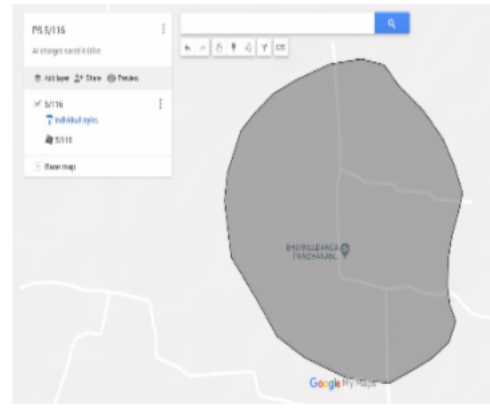 PS 5/116
All changes saved in Drive
Add layer Share Preview
5/116
Individual styles
5/116
Base map
BHURKULDANGA
PANCHANAN...
Google My Maps